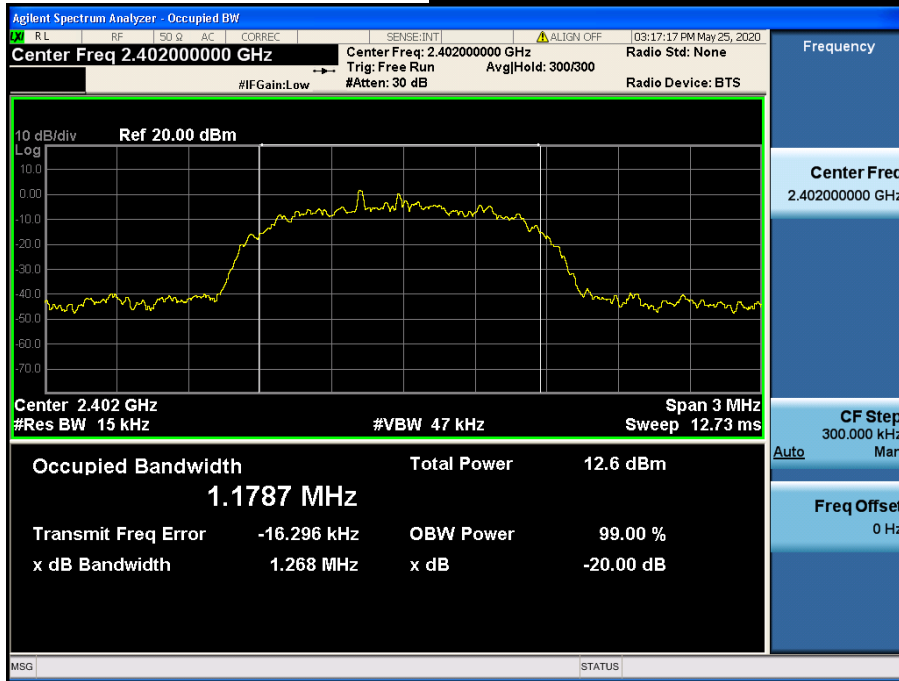 Agilent Spectrum Analyzer - Occupied BW
LXI RL RF 50 Ω AC CORREC SENSE:INT ALIGN OFF 03:17:17 PM May 25, 2020
Center Freq 2.402000000 GHz
Center Freq: 2.402000000 GHz
Radio Std: None
Trig: Free Run Avg|Hold: 300/300
#IFGain:Low
#Atten: 30 dB
Radio Device: BTS
Frequency
10 dB/div Ref 20.00 dBm
Log
10.0
0.00
-10.0
-20.0
-30.0
-40.0
-50.0
-60.0
-70.0
Center Freq
2.402000000 GHz
Center 2.402 GHz Span 3 MHz
#Res BW 15 kHz #VBW 47 kHz Sweep 12.73 ms
CF Step
300.000 kHz
Auto Man
Occupied Bandwidth Total Power 12.6 dBm
1.1787 MHz
Transmit Freq Error -16.296 kHz OBW Power 99.00 %
x dB Bandwidth 1.268 MHz x dB -20.00 dB
Freq Offset
0 Hz
MSG STATUS